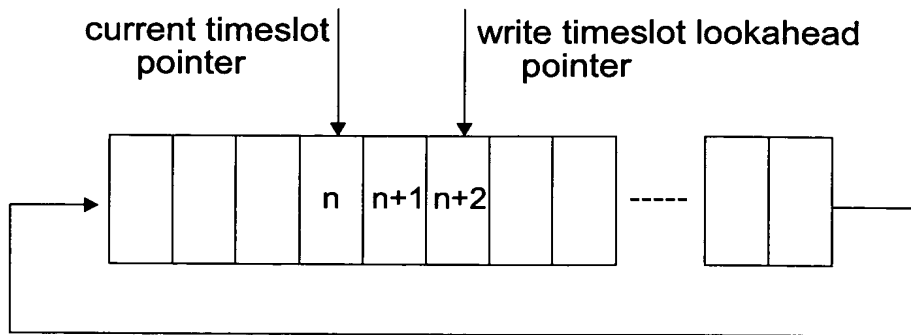 current timeslot
pointer
write timeslot lookahead
pointer
n
n+1
n+2